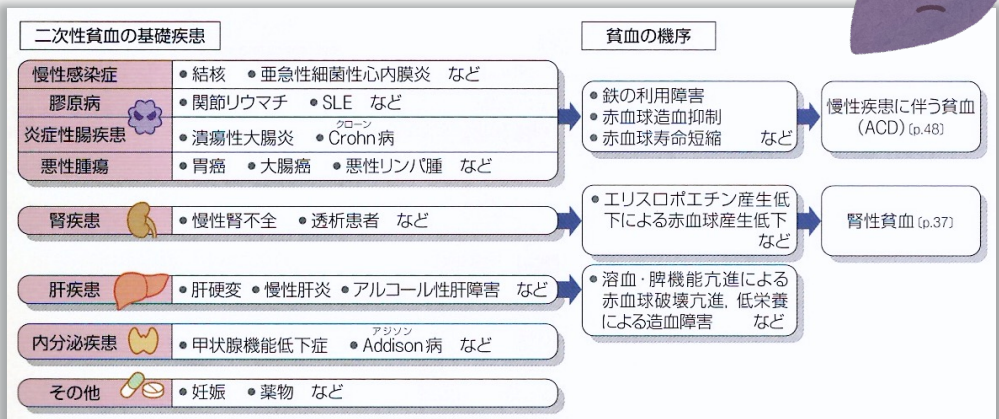 二次性貧血の基礎疾患
貧血の機序
慢性感染症
●結核 ●亜急性細菌性心内膜炎 など
膠原病
●関節リウマチ ●SLE など
炎症性腸疾患
クローン
●潰瘍性大腸炎 ●Crohn病
悪性腫瘍
●胃癌 ●大腸癌 ●悪性リンパ腫 など
●鉄の利用障害
●赤血球造血抑制
●赤血球寿命短縮 など
慢性疾患に伴う貧血
(ACD)〔p.48〕
腎疾患
●慢性腎不全 ●透析患者 など
●エリスロポエチン産生低
下による赤血球産生低下
など
腎性貧血〔p.37〕
肝疾患
●肝硬変 ●慢性肝炎 ●アルコール性肝障害 など
●溶血・脾機能亢進による
赤血球破壊亢進，低栄養
による造血障害 など
内分泌疾患
アジソン
●甲状腺機能低下症 ●Addison病 など
その他
●妊娠 ●薬物 など